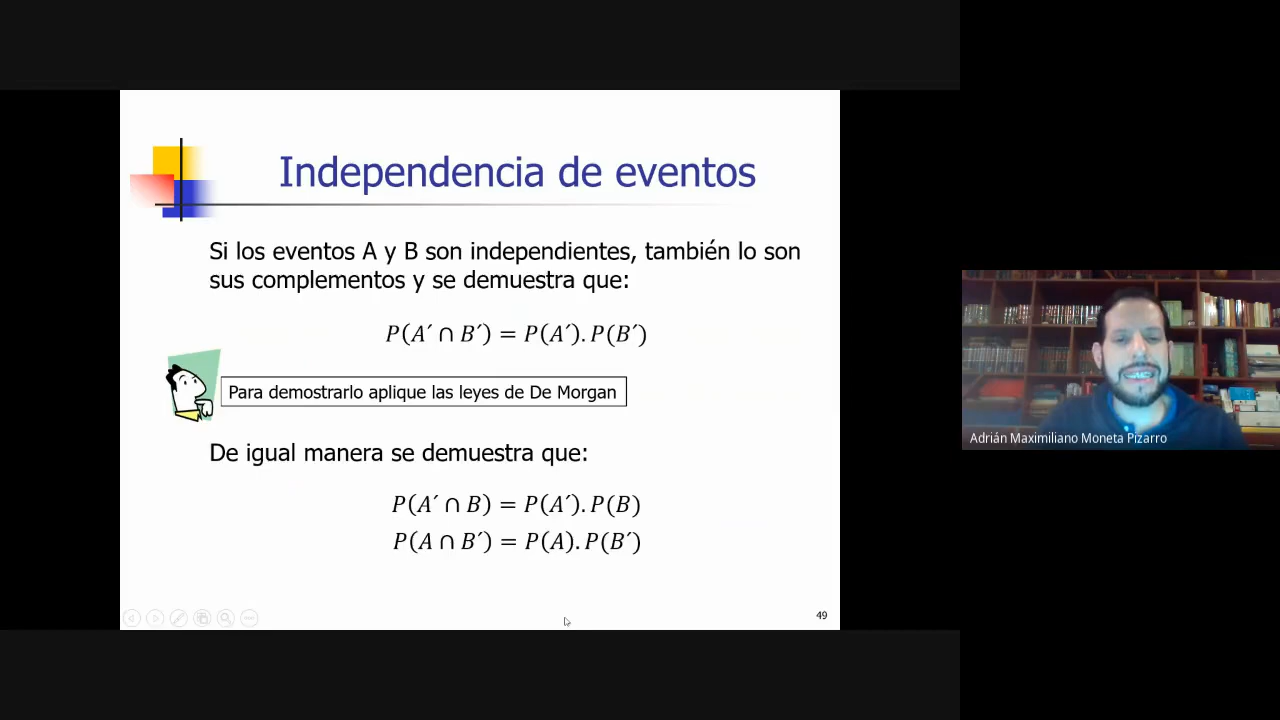 Independencia de eventos
Si los eventos A y B son independientes, también lo son
sus complementos y se demuestra que:
P(A´ ∩ B´) = P(A´). P(B´)
Para demostrarlo aplique las leyes de De Morgan
De igual manera se demuestra que:
P(A´ ∩ B) = P(A´). P(B)
P(A ∩ B´) = P(A). P(B´)
49
Adrián Maximiliano Moneta Pizarro